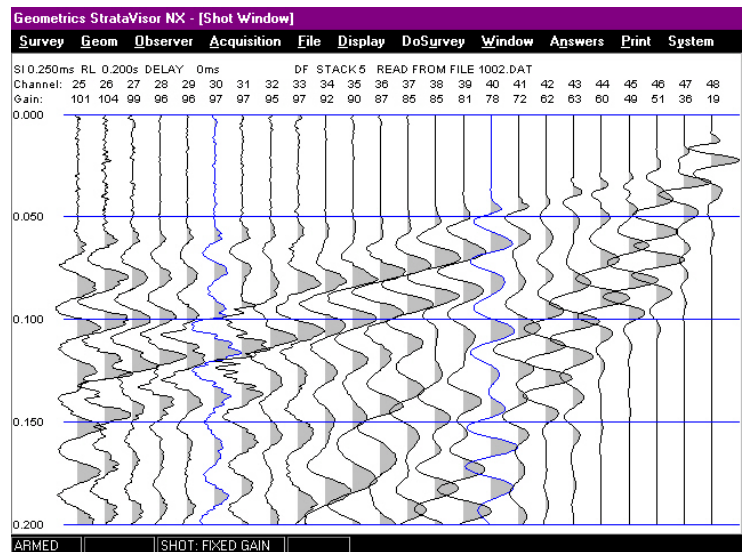 Geometrics StrataVisor NX - [Shot Window]
Survey Geom Observer Acquisition File Display DoSurvey Window Answers Print System
SI 0.250ms RL 0.200s DELAY 0ms DF STACK 5 READ FROM FILE 1002.DAT
Channel: 25 26 27 28 29 30 31 32 33 34 35 36 37 38 39 40 41 42 43 44 45 46 47 48
Gain: 101 104 99 96 96 97 97 95 97 92 90 87 85 85 81 78 72 62 63 60 49 51 36 19
0.000
0.050
0.100
0.150
0.200
ARMED SHOT: FIXED GAIN